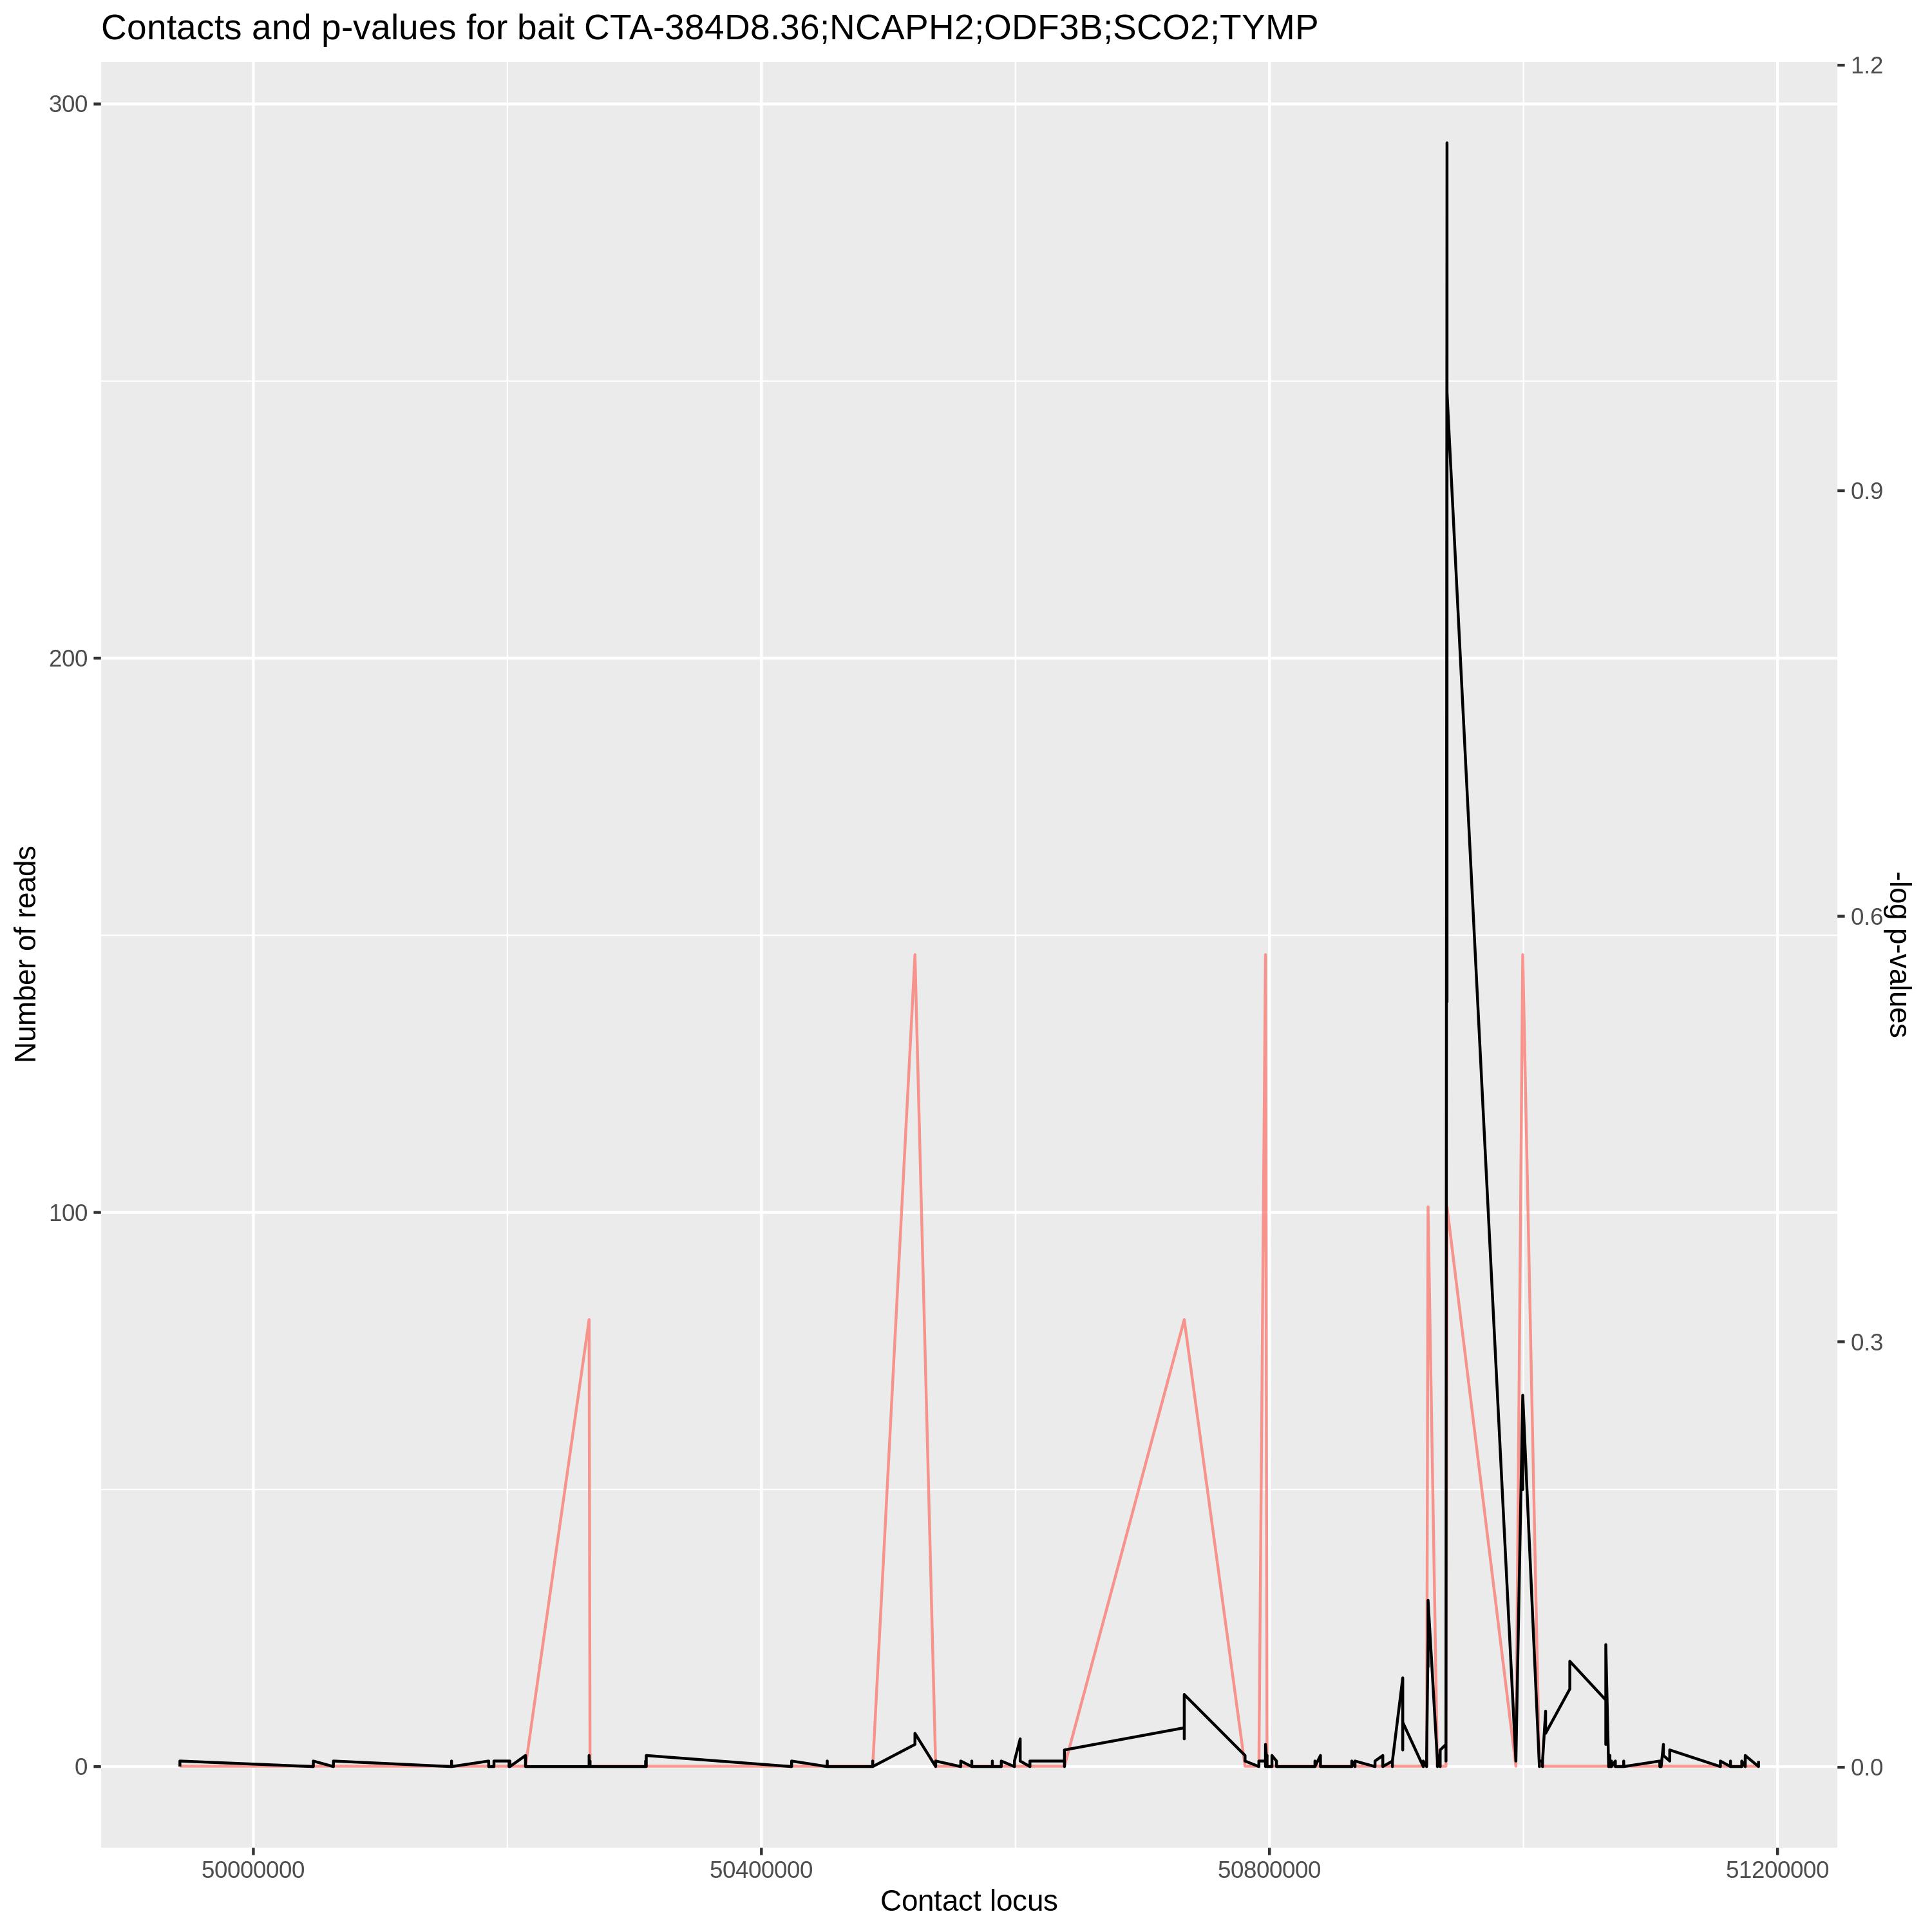 Contacts and p-values for bait CTA-384D8.36;NCAPH2;ODF3B;SCO2;TYMP
300
200
100
0
Number of reads
1.2
0.9
0.6
0.3
0.0
-log p-values
50000000 50400000 50800000 51200000
Contact locus